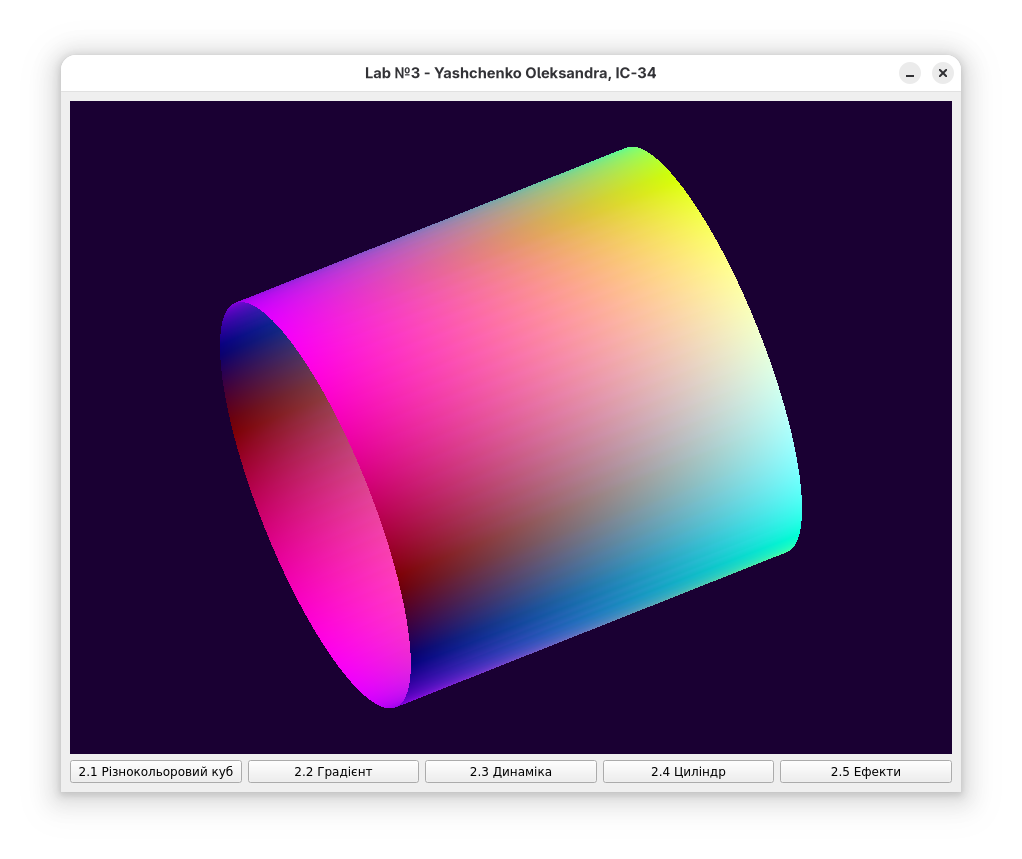 Lab №3 - Yashchenko Oleksandra, IC-34
2.1 Різнокольоровий куб
2.2 Градієнт
2.3 Динаміка
2.4 Циліндр
2.5 Ефекти